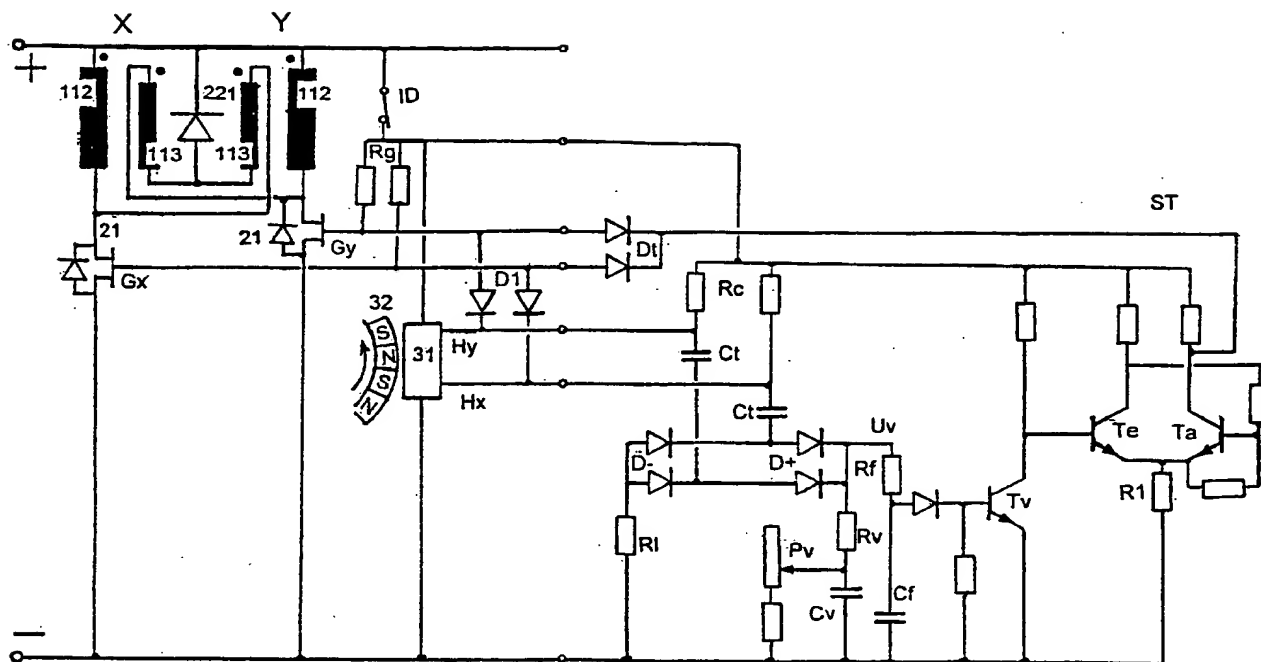 X Y
+
112 221 112
113 113
ID
Rg
ST
21 21
Gy Dt
Gx
D1 Rc
32
S N S N
31
Hy
Ct
Hx
Ct
Uv
D- D+ Rf
Te Ta
Tv
R1
Rl Pv Rv
Cv Cf
—